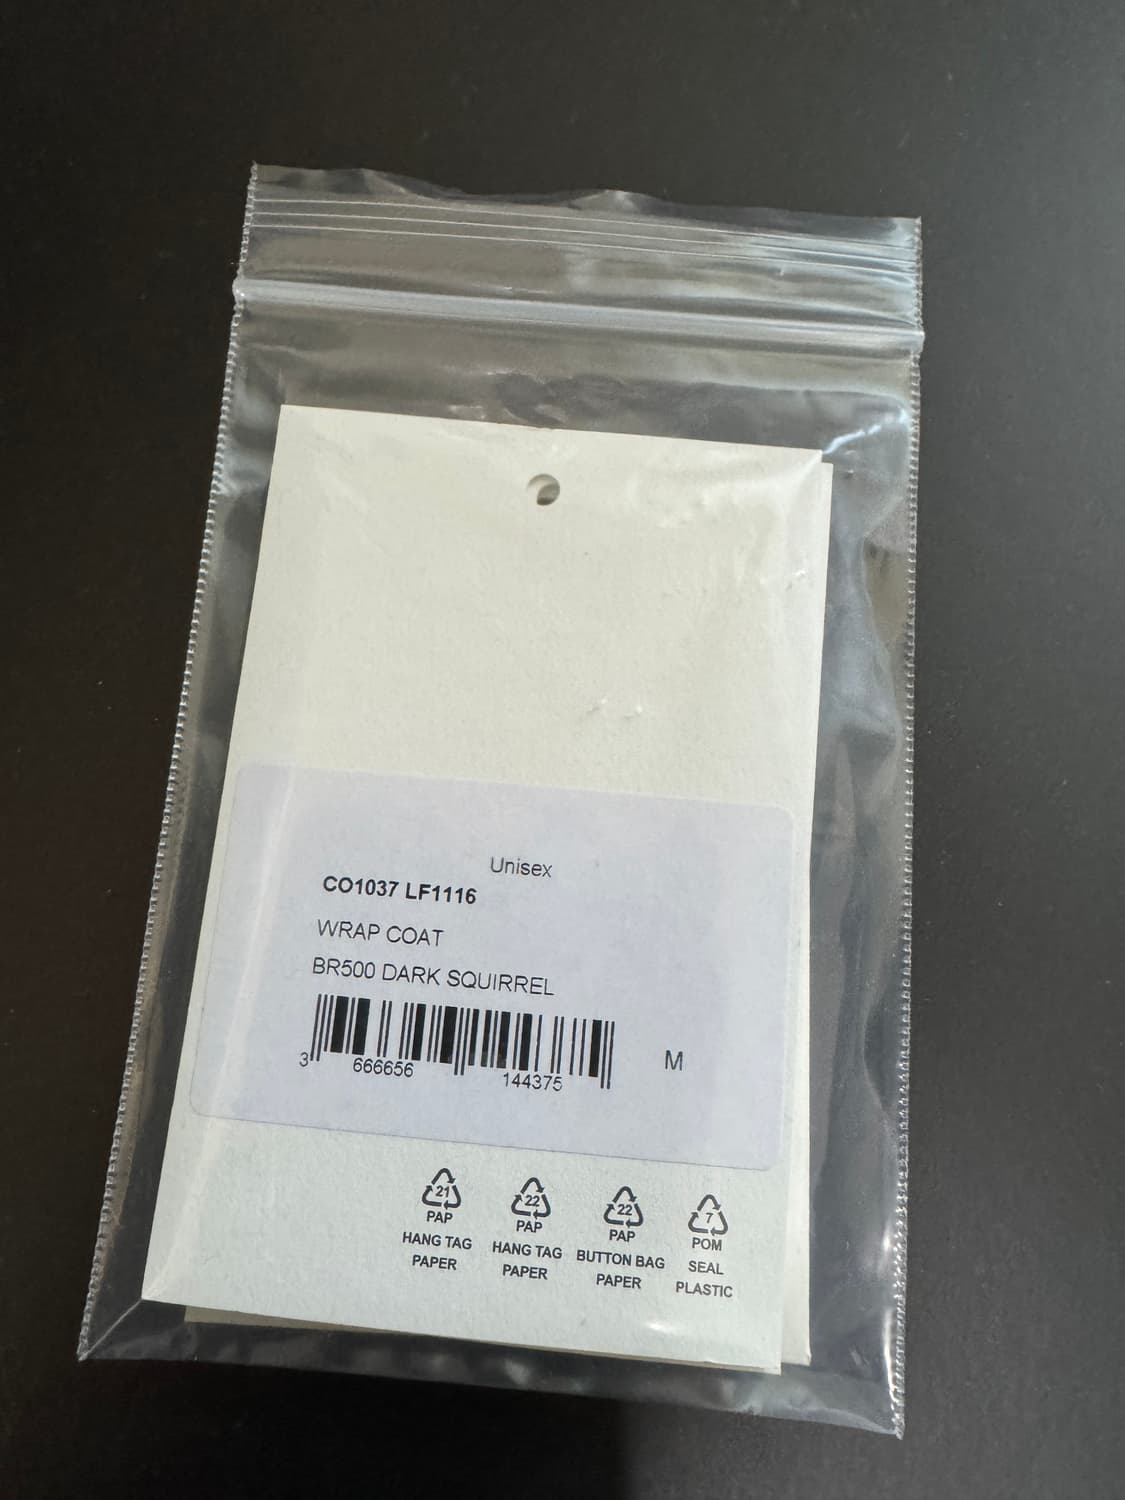 Unisex
CO1037 LF1116
WRAP COAT
BR500 DARK SQUIRREL
3 666656 144375
M
21 22 22 7
PAP PAP PAP POM
HANG TAG HANG TAG BUTTON BAG SEAL
PAPER PAPER PAPER PLASTIC